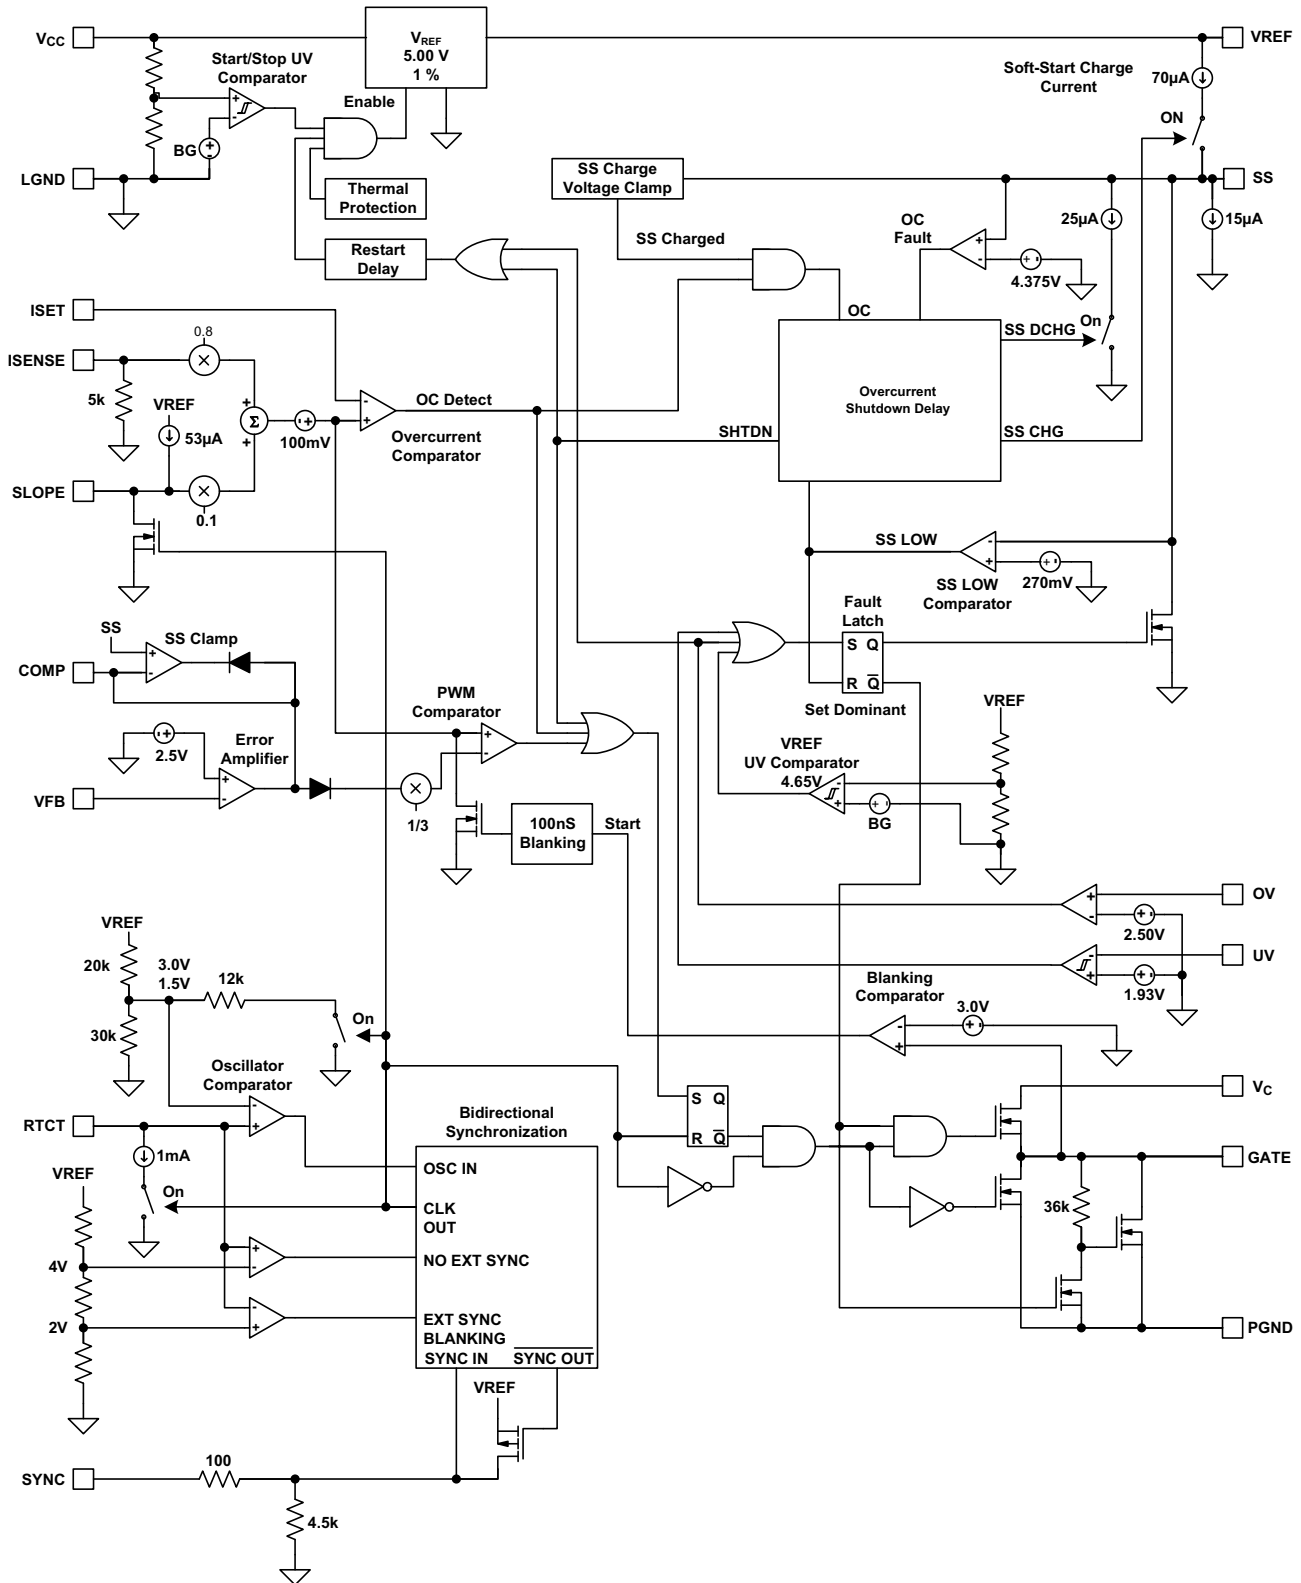 VCC
VREF
5.00 V
1 %
VREF
Start/Stop UV
Comparator
Enable
Soft-Start Charge
Current
70µA
ON
+
-
BG
+
-
LGND
Thermal
Protection
SS Charge
Voltage Clamp
SS
25µA
15µA
OC
Fault
+
-
+ -
4.375V
SS Charged
Restart
Delay
ISET
OC
SS DCHG
On
0.8
ISENSE
×
5k
VREF
53µA
+
Σ
+
- +
100mV
-
+
OC Detect
Overcurrent
Comparator
Overcurrent
Shutdown Delay
SHTDN
SS CHG
SLOPE
×
0.1
SS LOW
-
+
+ -
270mV
SS LOW
Comparator
Fault
Latch
S Q
R Q̅
Set Dominant
SS
SS Clamp
+
-
COMP
PWM
Comparator
+
-
VREF
- +
2.5V
Error
Amplifier
+
-
VFB
×
1/3
VREF
UV Comparator
4.65V
-
+
+ -
BG
100nS
Blanking
Start
OV
+
-
+ -
2.50V
UV
-
+
+ -
1.93V
VREF
20k
3.0V
1.5V
12k
30k
On
Blanking
Comparator
3.0V
-
+
+ -
Oscillator
Comparator
-
+
S Q
R Q̅
VC
RTCT
1mA
Bidirectional
Synchronization
OSC IN
GATE
VREF
On
CLK
OUT
36k
4V
+
-
NO EXT SYNC
2V
-
+
EXT SYNC
BLANKING
SYNC IN
S̅Y̅N̅C̅ ̅O̅U̅T̅
PGND
VREF
SYNC
100
4.5k